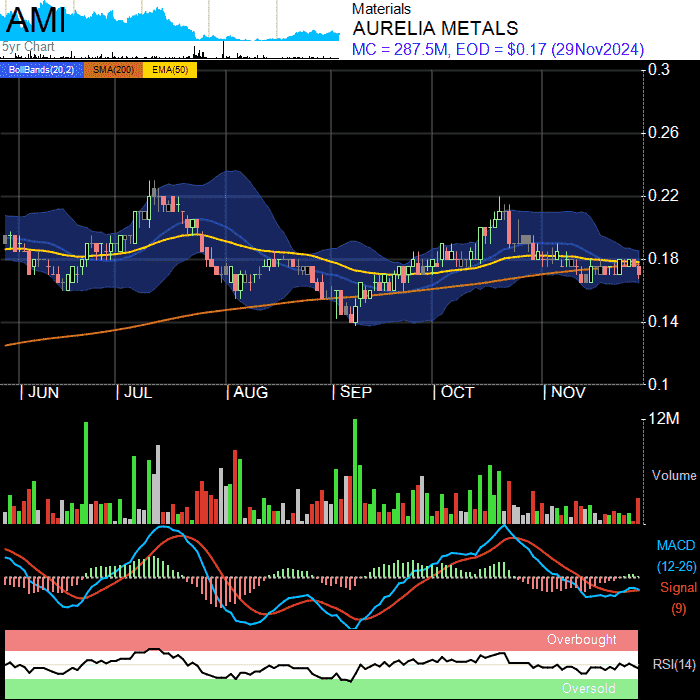 AMI
5yr Chart
Materials
AURELIA METALS
MC = 287.5M, EOD = $0.17 (29Nov2024)
BollBands(20,2) SMA(200) EMA(50)
0.3
0.26
0.22
0.18
0.14
0.1
JUN JUL AUG SEP OCT NOV
12M
Volume
MACD
(12-26)
Signal
(9)
Overbought
RSI(14)
Oversold